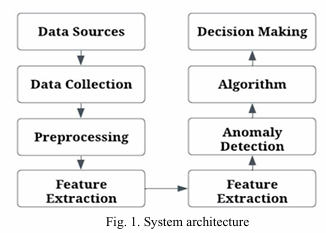 Data Sources
Data Collection
Preprocessing
Feature
Extraction
Feature
Extraction
Anomaly
Detection
Algorithm
Decision Making
Fig. 1. System architecture